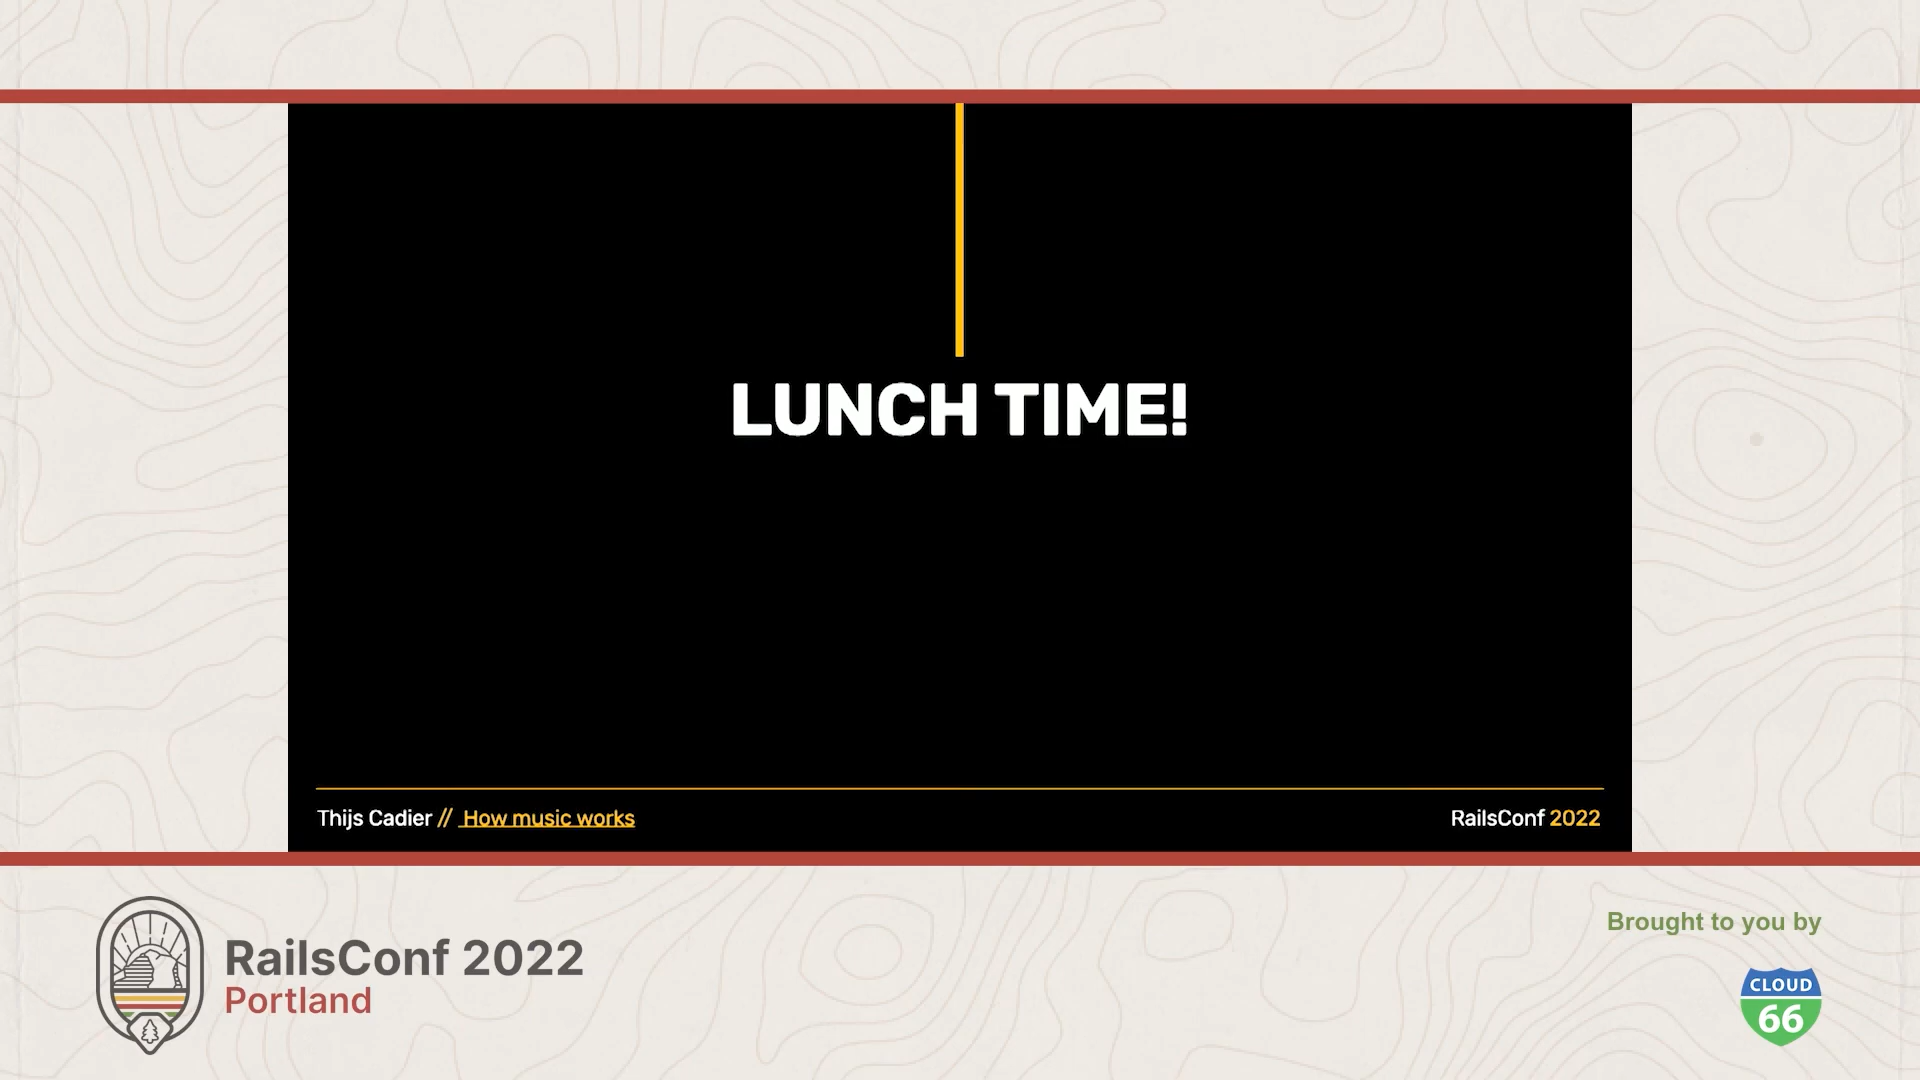 LUNCH TIME!
Thijs Cadier // How music works
RailsConf 2022
RailsConf 2022
Portland
Brought to you by
CLOUD
66